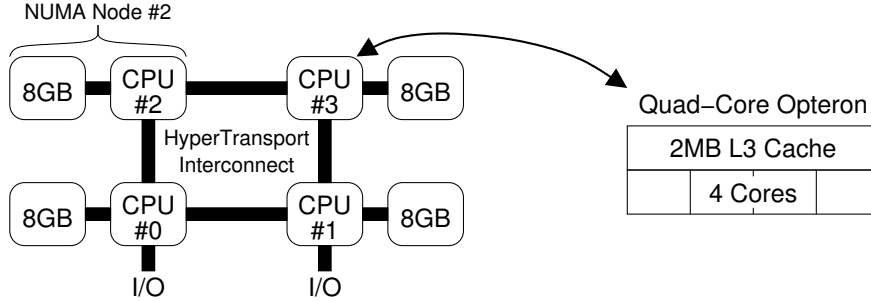 NUMA Node #2
8GB
CPU
#2
CPU
#3
8GB
HyperTransport
Interconnect
8GB
CPU
#0
CPU
#1
8GB
I/O
I/O
Quad−Core Opteron
2MB L3 Cache
4 Cores